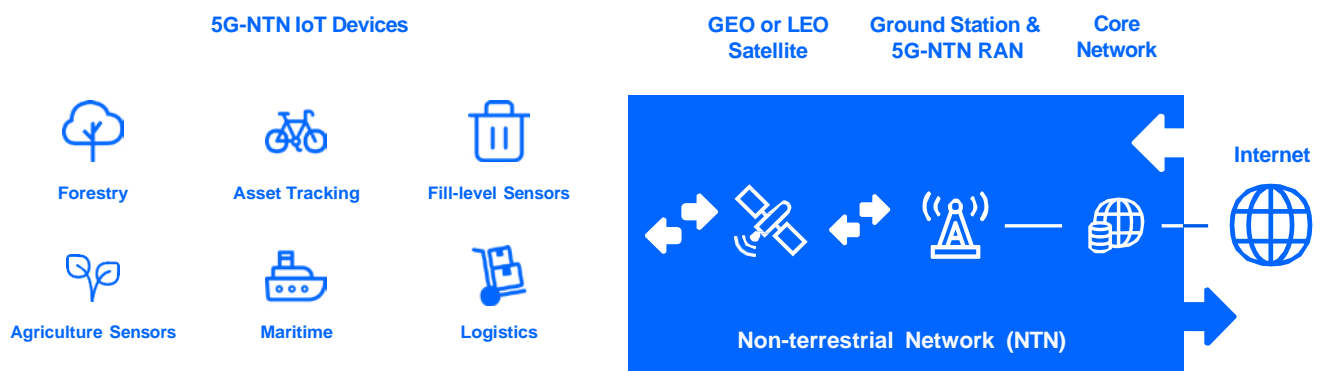 5G-NTN IoT Devices
GEO or LEO
Satellite
Ground Station &
5G-NTN RAN
Core
Network
Forestry
Asset Tracking
Fill-level Sensors
Agriculture Sensors
Maritime
Logistics
Internet
Non-terrestrial Network (NTN)